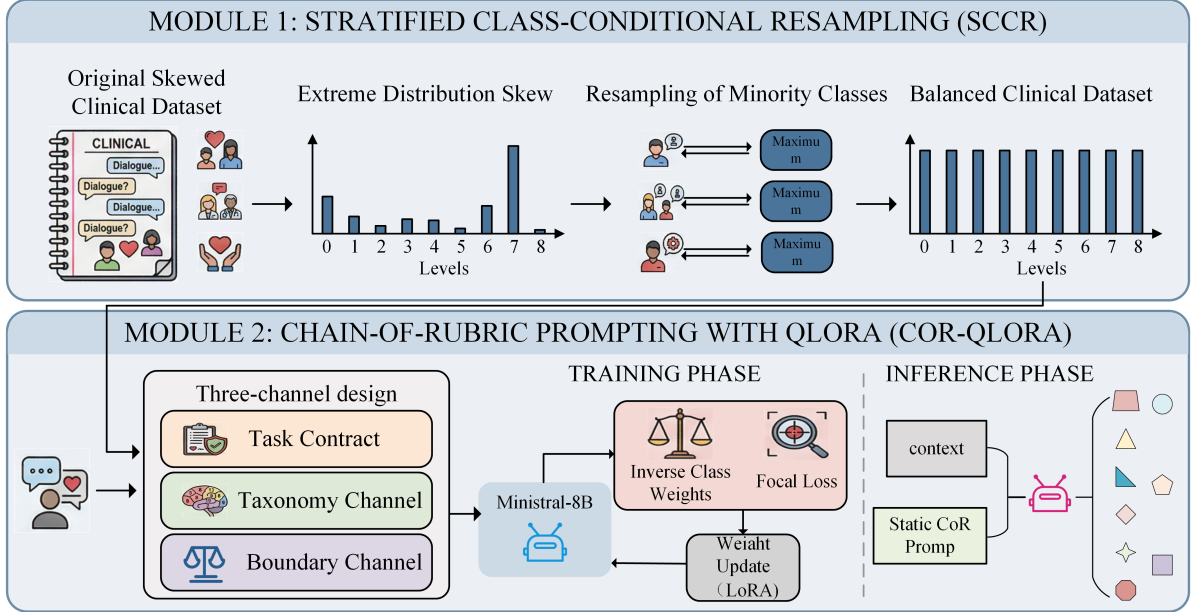 MODULE 1: STRATIFIED CLASS-CONDITIONAL RESAMPLING (SCCR)
Original Skewed
Clinical Dataset
CLINICAL
Dialogue...
Dialogue?
Dialogue...
Dialogue?
Extreme Distribution Skew
0 1 2 3 4 5 6 7 8
Levels
Resampling of Minority Classes
Maximu
m
Maximu
m
Maximu
m
Balanced Clinical Dataset
0 1 2 3 4 5 6 7 8
Levels
MODULE 2: CHAIN-OF-RUBRIC PROMPTING WITH QLORA (COR-QLORA)
Three-channel design
Task Contract
Taxonomy Channel
Boundary Channel
TRAINING PHASE
Ministral-8B
Inverse Class
Weights
Focal Loss
Weiaht
Update
（LoRA）
INFERENCE PHASE
context
Static CoR
Promp